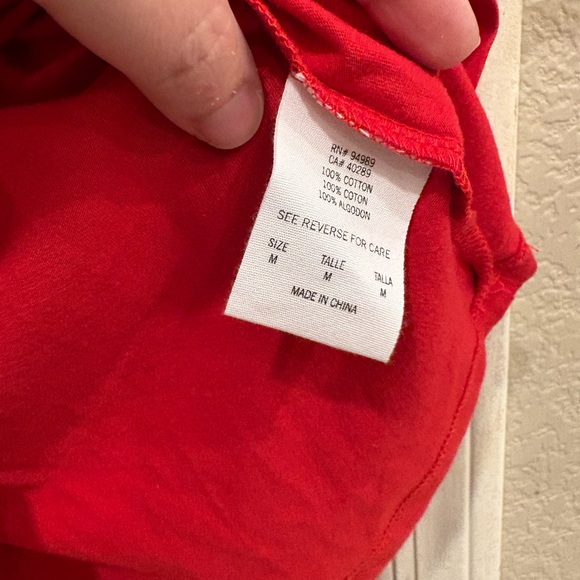 RN# 94989
CA# 40289
100% COTTON
100% COTON
100% ALGODON
SEE REVERSE FOR CARE
SIZE TALLE TALLA
M M M
MADE IN CHINA